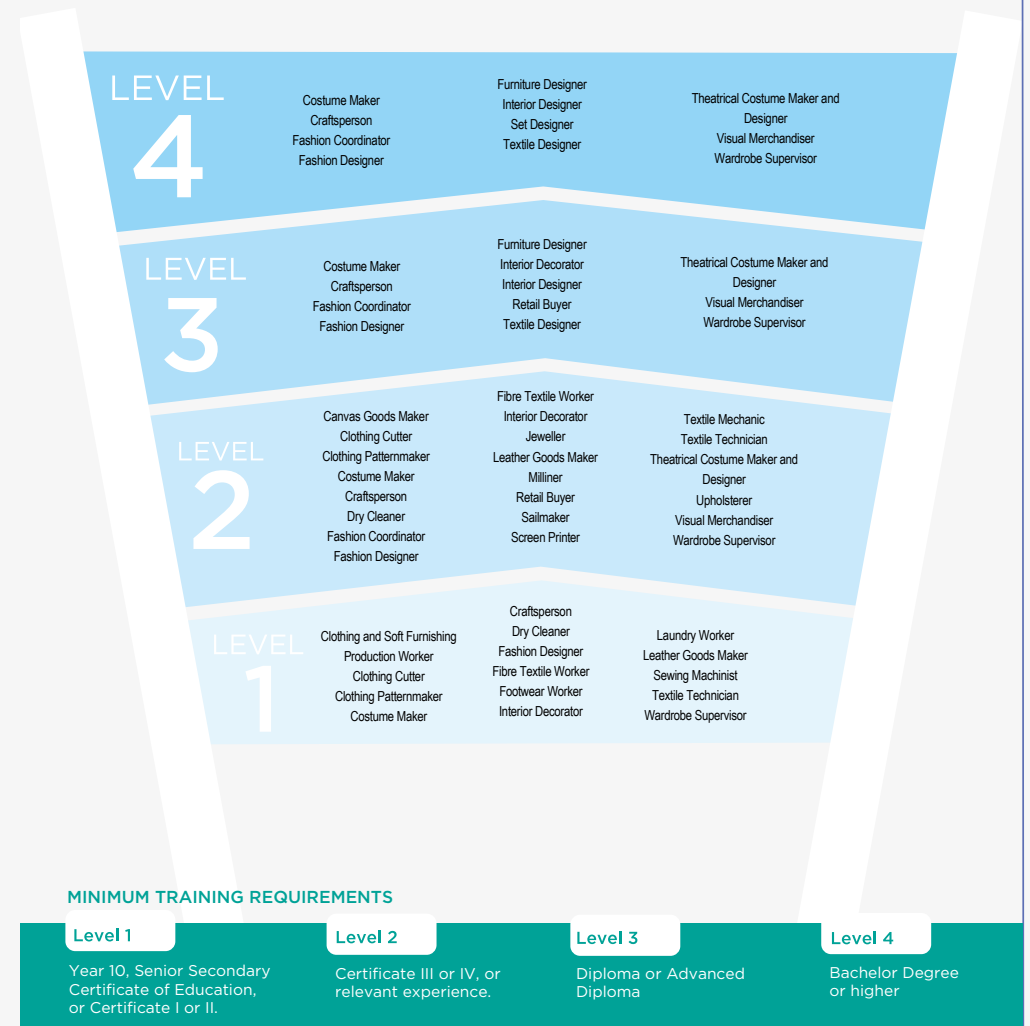 LEVEL
4
Costume Maker
Craftsperson
Fashion Coordinator
Fashion Designer
Furniture Designer
Interior Designer
Set Designer
Textile Designer
Theatrical Costume Maker and
Designer
Visual Merchandiser
Wardrobe Supervisor
LEVEL
3
Costume Maker
Craftsperson
Fashion Coordinator
Fashion Designer
Furniture Designer
Interior Decorator
Interior Designer
Retail Buyer
Textile Designer
Theatrical Costume Maker and
Designer
Visual Merchandiser
Wardrobe Supervisor
LEVEL
2
Canvas Goods Maker
Clothing Cutter
Clothing Patternmaker
Costume Maker
Craftsperson
Dry Cleaner
Fashion Coordinator
Fashion Designer
Fibre Textile Worker
Interior Decorator
Jeweller
Leather Goods Maker
Milliner
Retail Buyer
Sailmaker
Screen Printer
Textile Mechanic
Textile Technician
Theatrical Costume Maker and
Designer
Upholsterer
Visual Merchandiser
Wardrobe Supervisor
LEVEL
1
Clothing and Soft Furnishing
Production Worker
Clothing Cutter
Clothing Patternmaker
Costume Maker
Craftsperson
Dry Cleaner
Fashion Designer
Fibre Textile Worker
Footwear Worker
Interior Decorator
Laundry Worker
Leather Goods Maker
Sewing Machinist
Textile Technician
Wardrobe Supervisor
MINIMUM TRAINING REQUIREMENTS
Level 1
Year 10, Senior Secondary
Certificate of Education,
or Certificate I or II.
Level 2
Certificate III or IV, or
relevant experience.
Level 3
Diploma or Advanced
Diploma
Level 4
Bachelor Degree
or higher